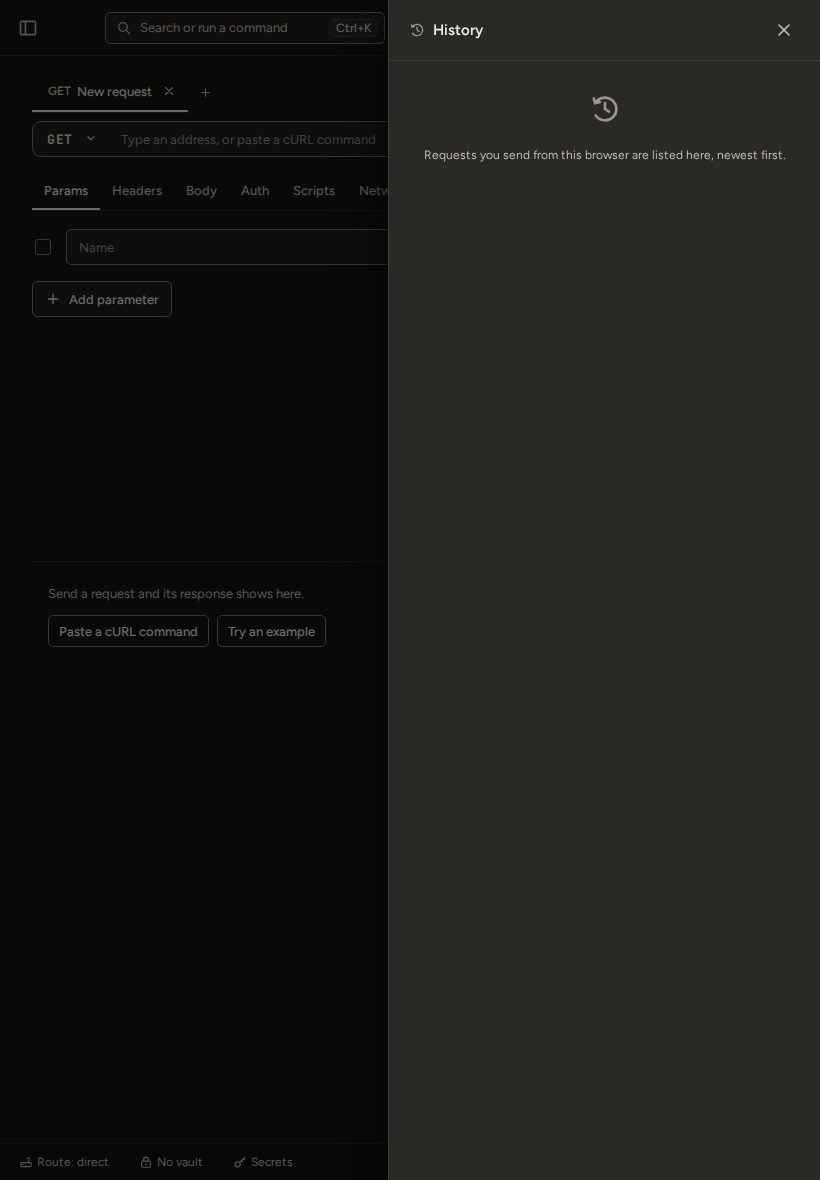 Search or run a command Ctrl+K
History
GET New request
GET Type an address, or paste a cURL command
Requests you send from this browser are listed here, newest first.
Params Headers Body Auth Scripts Netw
Name
Add parameter
Send a request and its response shows here.
Paste a cURL command Try an example
Route: direct No vault Secrets